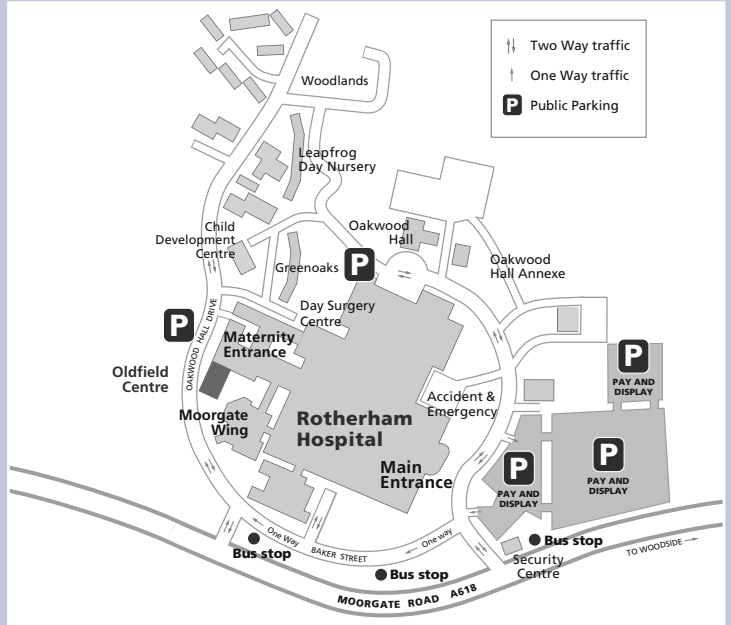 Two Way traffic
One Way traffic
P Public Parking
Woodlands
Leapfrog
Day Nursery
Oakwood
Hall
Child
Development
Centre
Greenoaks
P
Oakwood
Hall Annexe
Day Surgery
Centre
P
OAKWOOD HALL DRIVE
Maternity
Entrance
Oldfield
Centre
P
PAY AND
DISPLAY
Accident &
Emergency
Moorgate
Wing
Rotherham
Hospital
Main
Entrance
P
PAY AND
DISPLAY
P
PAY AND
DISPLAY
One Way
BAKER STREET
One way
Bus stop
Bus stop
Bus stop
Security
Centre
TO WOODSIDE
MOORGATE ROAD A618